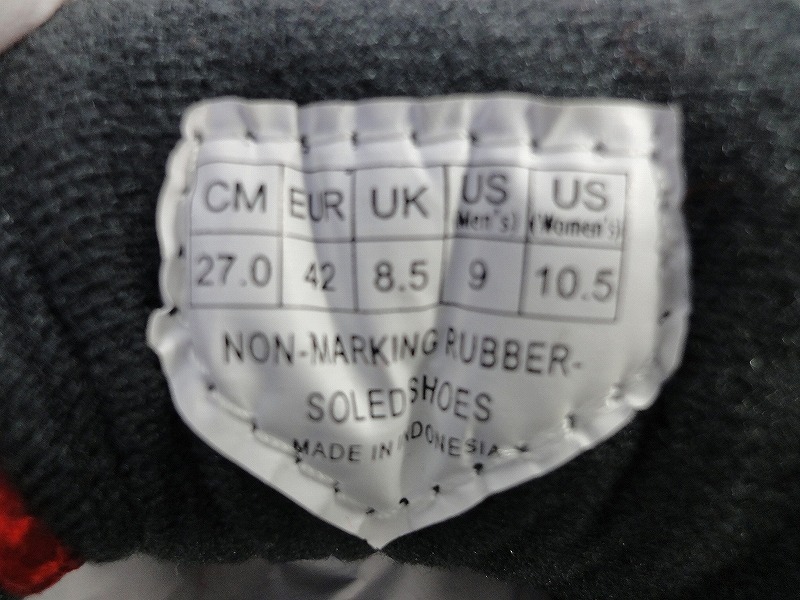 CM EUR UK US (Men's) US (Women's)
27.0 42 8.5 9 10.5
NON-MARKING RUBBER-
SOLED SHOES
MADE IN INDONESIA